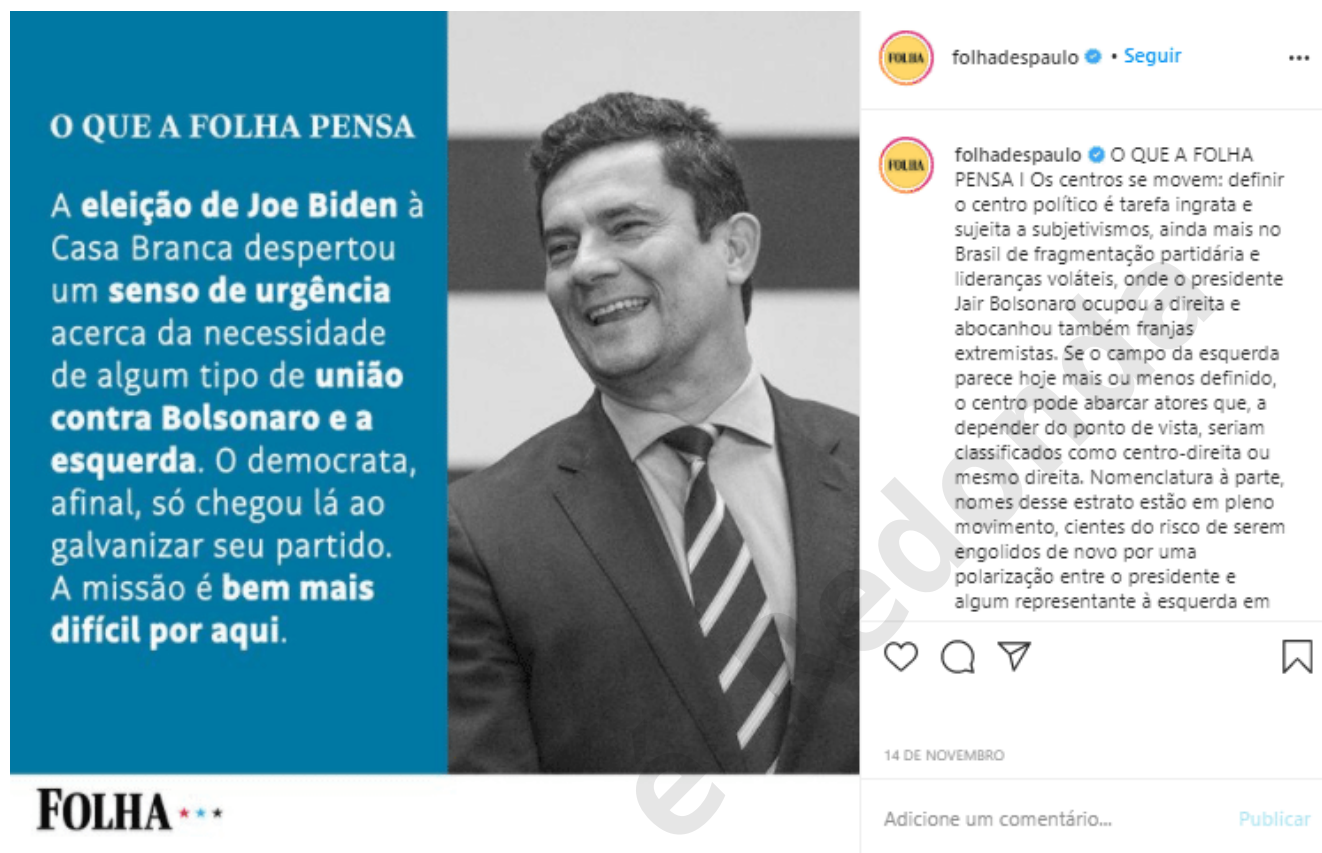 O QUE A FOLHA PENSA
A eleição de Joe Biden à
Casa Branca despertou
um senso de urgência
acerca da necessidade
de algum tipo de união
contra Bolsonaro e a
esquerda. O democrata,
afinal, só chegou lá ao
galvanizar seu partido.
A missão é bem mais
difícil por aqui.
FOLHA
FOLHA
folhadespaulo • Seguir
FOLHA
folhadespaulo O QUE A FOLHA
PENSA I Os centros se movem: definir
o centro político é tarefa ingrata e
sujeita a subjetivismos, ainda mais no
Brasil de fragmentação partidária e
lideranças voláteis, onde o presidente
Jair Bolsonaro ocupou a direita e
abocanhou também franjas
extremistas. Se o campo da esquerda
parece hoje mais ou menos definido,
o centro pode abarcar atores que, a
depender do ponto de vista, seriam
classificados como centro-direita ou
mesmo direita. Nomenclatura à parte,
nomes desse estrato estão em pleno
movimento, cientes do risco de serem
engolidos de novo por uma
polarização entre o presidente e
algum representante à esquerda em
14 DE NOVEMBRO
Adicione um comentário... Publicar